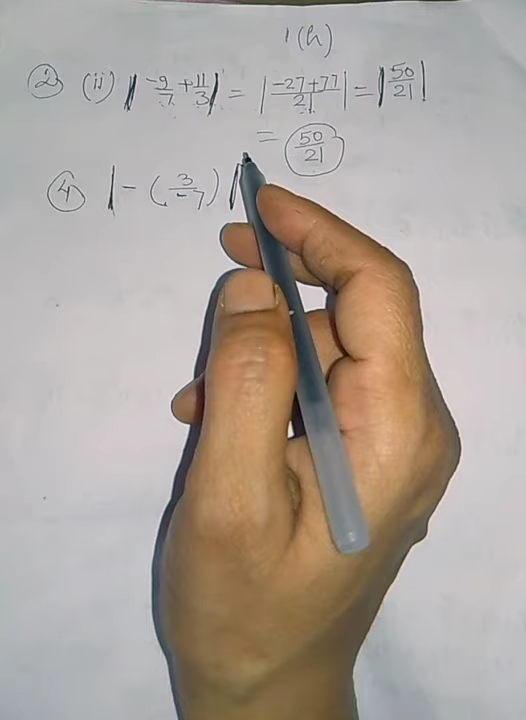 1(h)
② (ii) | -9/7 + 11/3 | = | -27+77/21 | = | 50/21 |
= 50/21
④ | - (3/-7) |